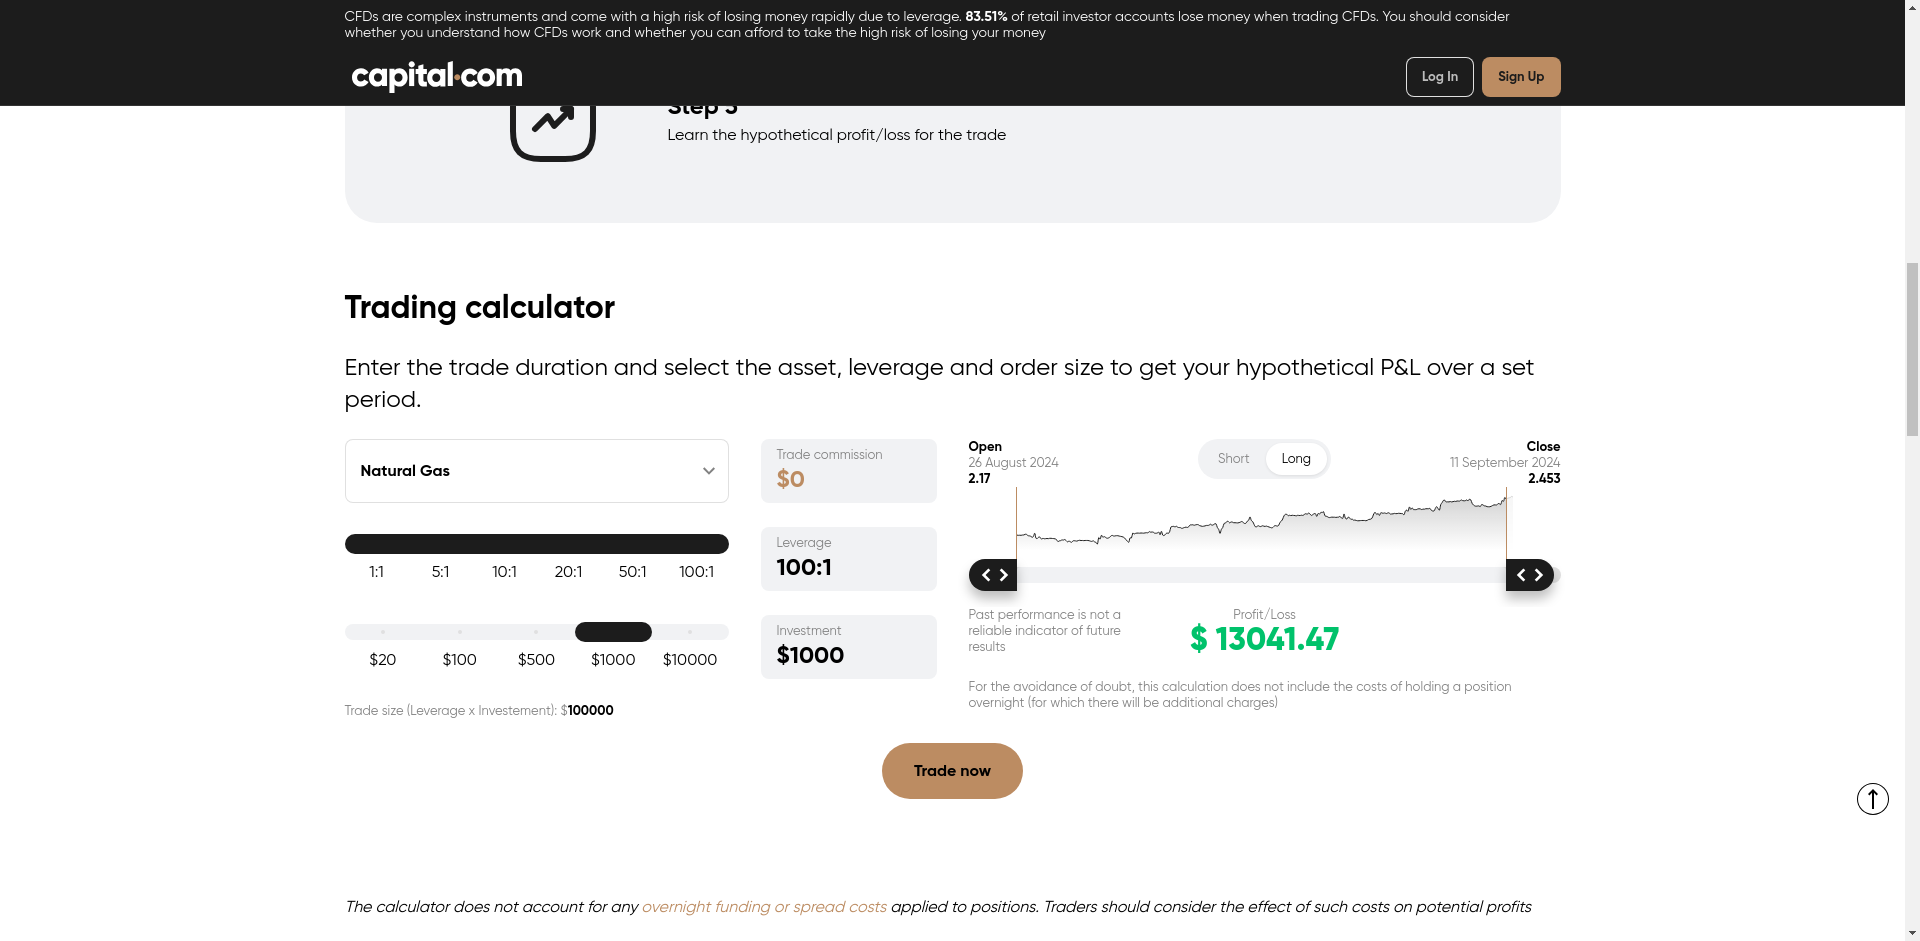 CFDs are complex instruments and come with a high risk of losing money rapidly due to leverage. 83.51% of retail investor accounts lose money when trading CFDs. You should consider
whether you understand how CFDs work and whether you can afford to take the high risk of losing your money
capital.com
Log In
Sign Up
Step 3
Learn the hypothetical profit/loss for the trade
Trading calculator
Enter the trade duration and select the asset, leverage and order size to get your hypothetical P&L over a set
period.
Natural Gas
1:1 5:1 10:1 20:1 50:1 100:1
$20 $100 $500 $1000 $10000
Trade size (Leverage x Investement): $100000
Trade commission
$0
Leverage
100:1
Investment
$1000
Open
26 August 2024
2.17
Short Long
Close
11 September 2024
2.453
Past performance is not a
reliable indicator of future
results
Profit/Loss
$ 13041.47
For the avoidance of doubt, this calculation does not include the costs of holding a position
overnight (for which there will be additional charges)
Trade now
The calculator does not account for any overnight funding or spread costs applied to positions. Traders should consider the effect of such costs on potential profits